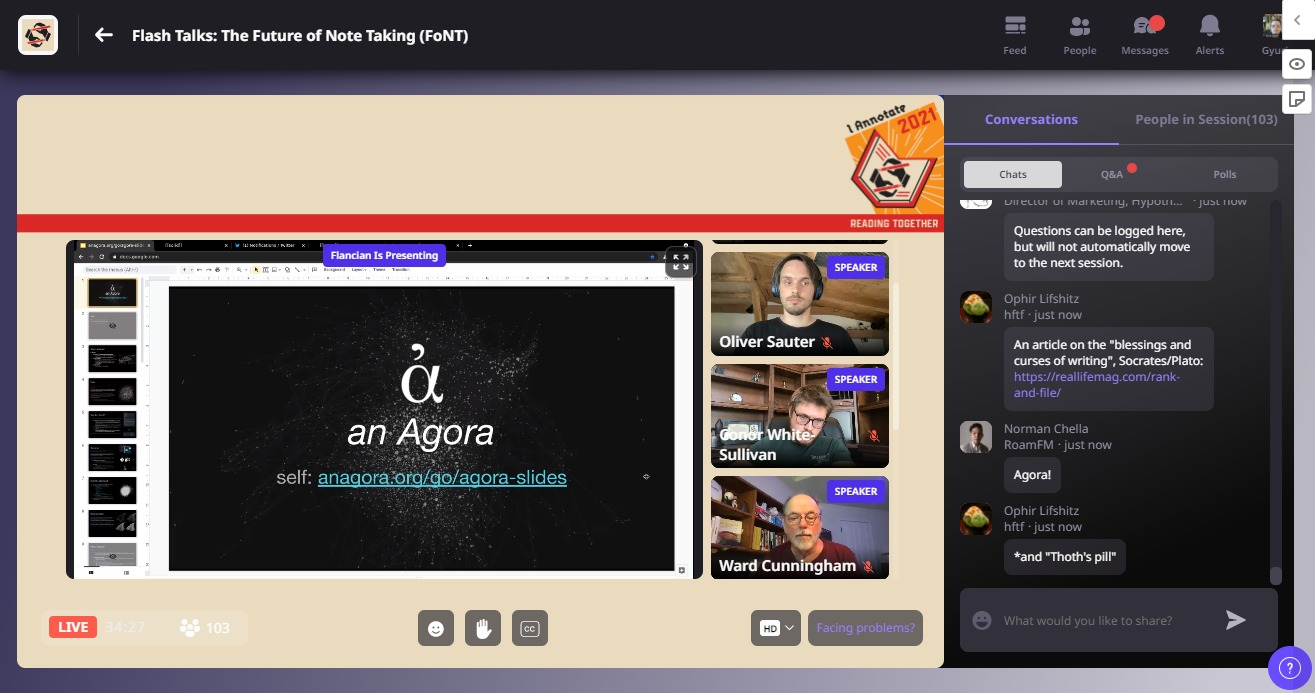 Flash Talks: The Future of Note Taking (FoNT)
Feed
People
Messages
Alerts
1 Annotate
2021
READING TOGETHER
Flancian Is Presenting
docs.google.com
ἀ
an Agora
self: anagora.org/go/agora-slides
SPEAKER
Oliver Sauter
SPEAKER
Conor White-
Sullivan
SPEAKER
Ward Cunningham
LIVE
34:27
103
CC
HD
Facing problems?
Conversations
People in Session(103)
Chats
Q&A
Polls
Director of Marketing, Hypoth... · just now
Questions can be logged here,
but will not automatically move
to the next session.
Ophir Lifshitz
hftf · just now
An article on the "blessings and
curses of writing", Socrates/Plato:
https://reallifemag.com/rank-
and-file/
Norman Chella
RoamFM · just now
Agora!
Ophir Lifshitz
hftf · just now
*and "Thoth's pill"
What would you like to share?
?